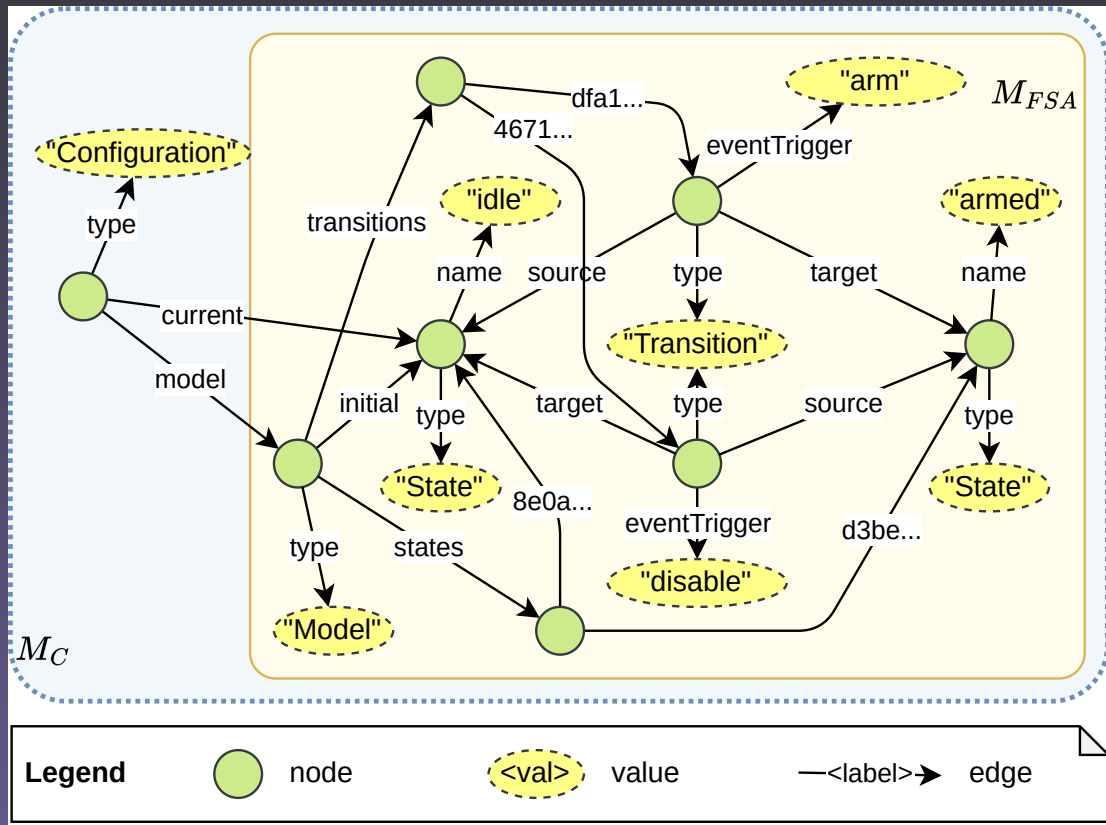 "arm"
M_FSA
dfa1...
4671...
eventTrigger
"Configuration"
"idle"
"armed"
type
transitions
name
source
type
target
name
current
"Transition"
model
initial
type
target
type
source
type
"State"
"State"
8e0a...
eventTrigger
d3be...
type
states
"disable"
"Model"
M_C
Legend
node
<val>
value
<label>
edge